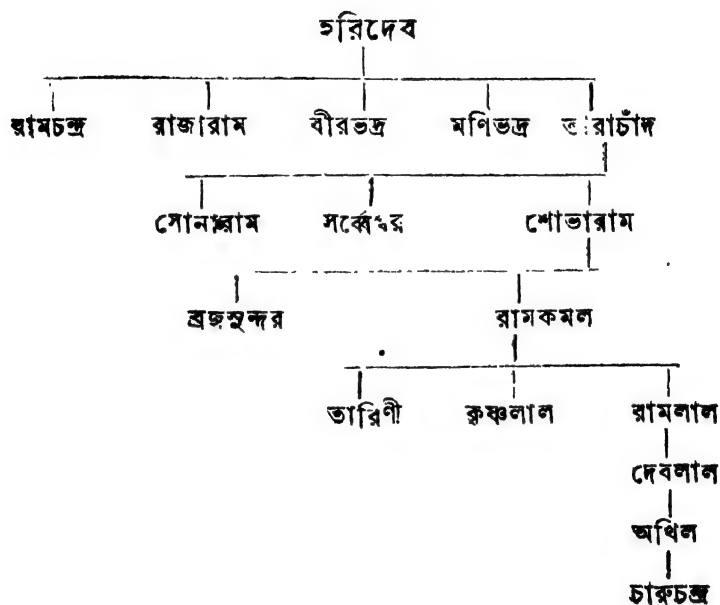 হরিদেব
রামচন্দ্র রাজারাম বীরভদ্র মণিভদ্র তারাচাঁদ
সোনারাম সর্ব্বেশ্বর শোভারাম
ব্রজসুন্দর রামকমল
তারিণী কৃষ্ণলাল রামলাল
দেবলাল
অখিল
চারুচন্দ্র